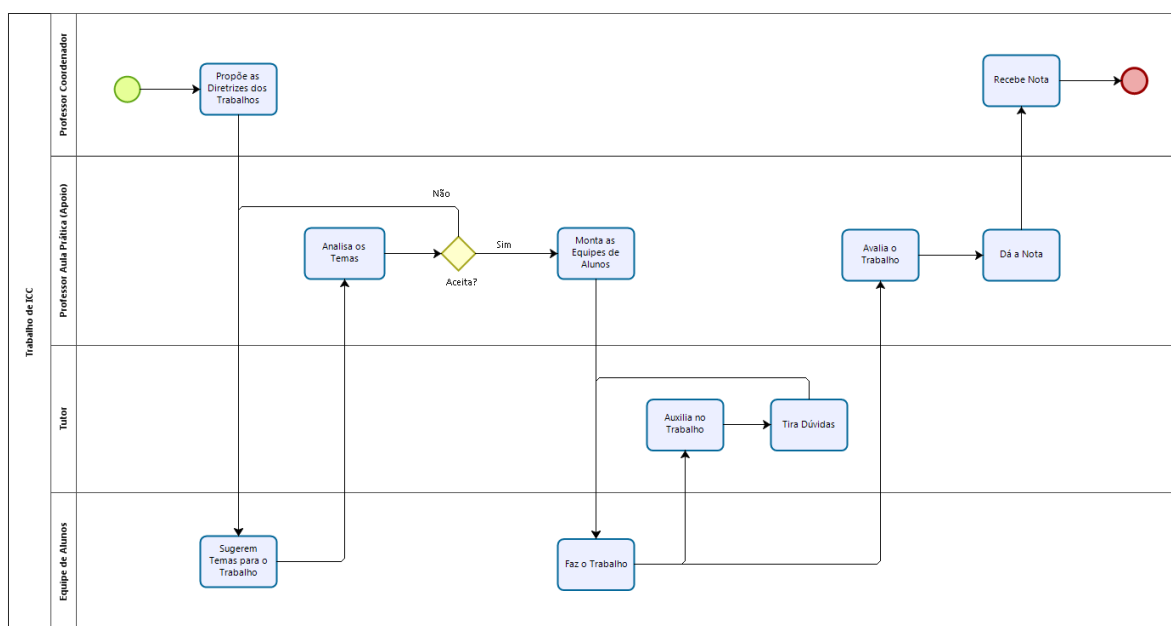 Trabalho de ICC
Professor Coordenador
Propõe as
Diretrizes dos
Trabalhos
Recebe Nota
Professor Aula Prática (Apoio)
Não
Analisa os
Temas
Aceita?
Sim
Monta as
Equipes de
Alunos
Avalia o
Trabalho
Dá a Nota
Tutor
Auxilia no
Trabalho
Tira Dúvidas
Equipe de Alunos
Sugerem
Temas para o
Trabalho
Faz o Trabalho